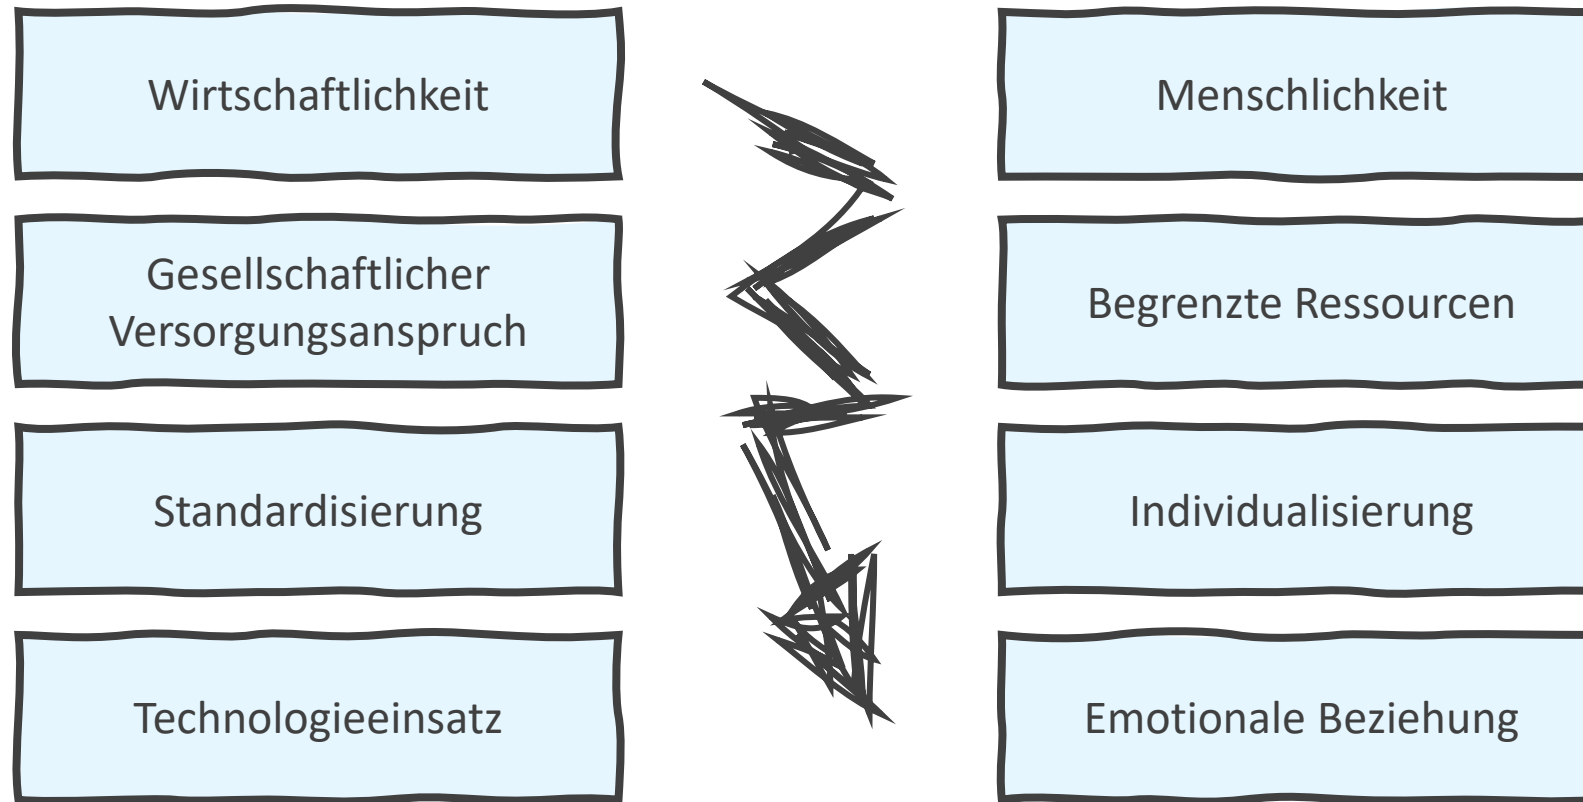 Wirtschaftlichkeit
Menschlichkeit
Gesellschaftlicher
Versorgungsanspruch
Begrenzte Ressourcen
Standardisierung
Individualisierung
Technologieeinsatz
Emotionale Beziehung